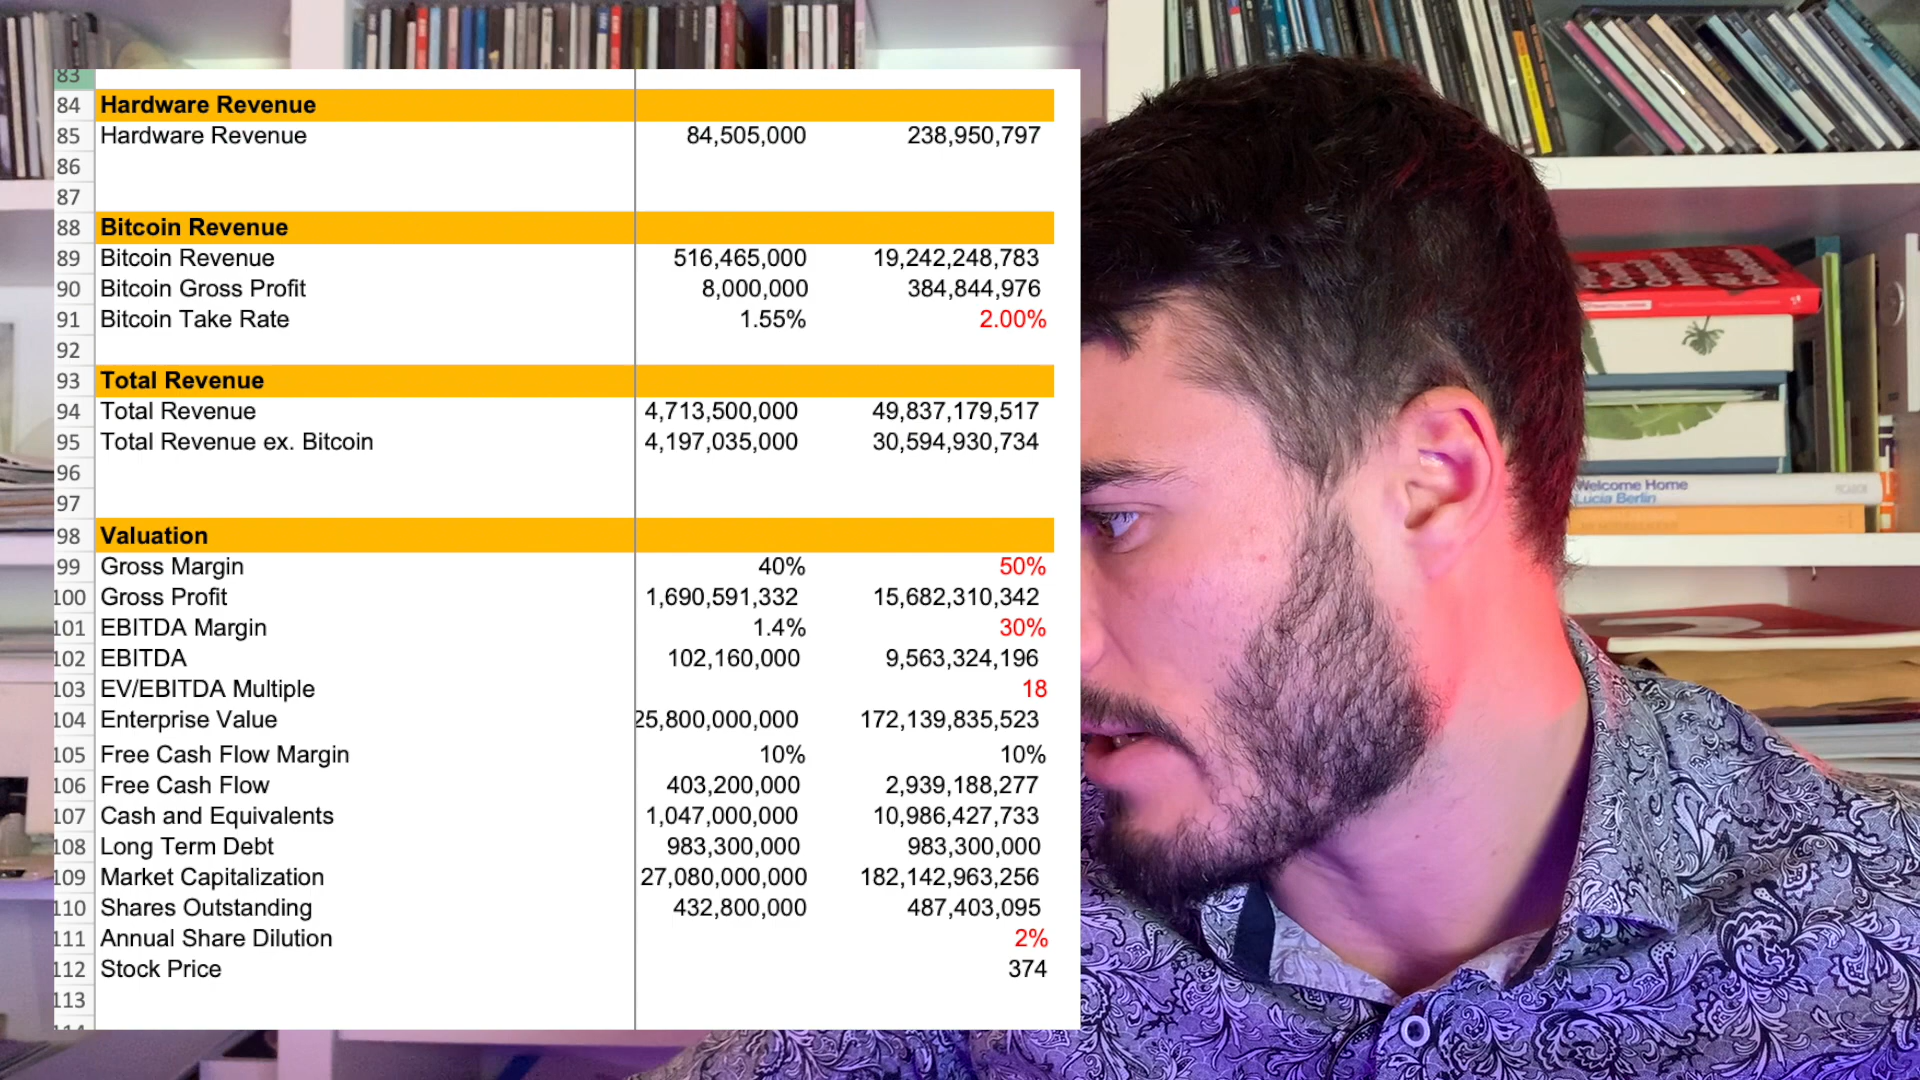 83
84 Hardware Revenue
85 Hardware Revenue 84,505,000 238,950,797
86
87
88 Bitcoin Revenue
89 Bitcoin Revenue 516,465,000 19,242,248,783
90 Bitcoin Gross Profit 8,000,000 384,844,976
91 Bitcoin Take Rate 1.55% 2.00%
92
93 Total Revenue
94 Total Revenue 4,713,500,000 49,837,179,517
95 Total Revenue ex. Bitcoin 4,197,035,000 30,594,930,734
96
97
98 Valuation
99 Gross Margin 40% 50%
100 Gross Profit 1,690,591,332 15,682,310,342
101 EBITDA Margin 1.4% 30%
102 EBITDA 102,160,000 9,563,324,196
103 EV/EBITDA Multiple 18
104 Enterprise Value 25,800,000,000 172,139,835,523
105 Free Cash Flow Margin 10% 10%
106 Free Cash Flow 403,200,000 2,939,188,277
107 Cash and Equivalents 1,047,000,000 10,986,427,733
108 Long Term Debt 983,300,000 983,300,000
109 Market Capitalization 27,080,000,000 182,142,963,256
110 Shares Outstanding 432,800,000 487,403,095
111 Annual Share Dilution 2%
112 Stock Price 374
113
Welcome Home
Lucia Berlin